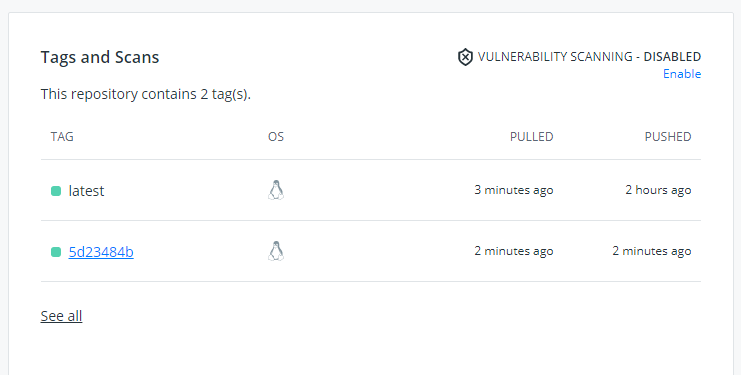 Tags and Scans
VULNERABILITY SCANNING - DISABLED
Enable
This repository contains 2 tag(s).
TAG OS PULLED PUSHED
latest 3 minutes ago 2 hours ago
5d23484b 2 minutes ago 2 minutes ago
See all